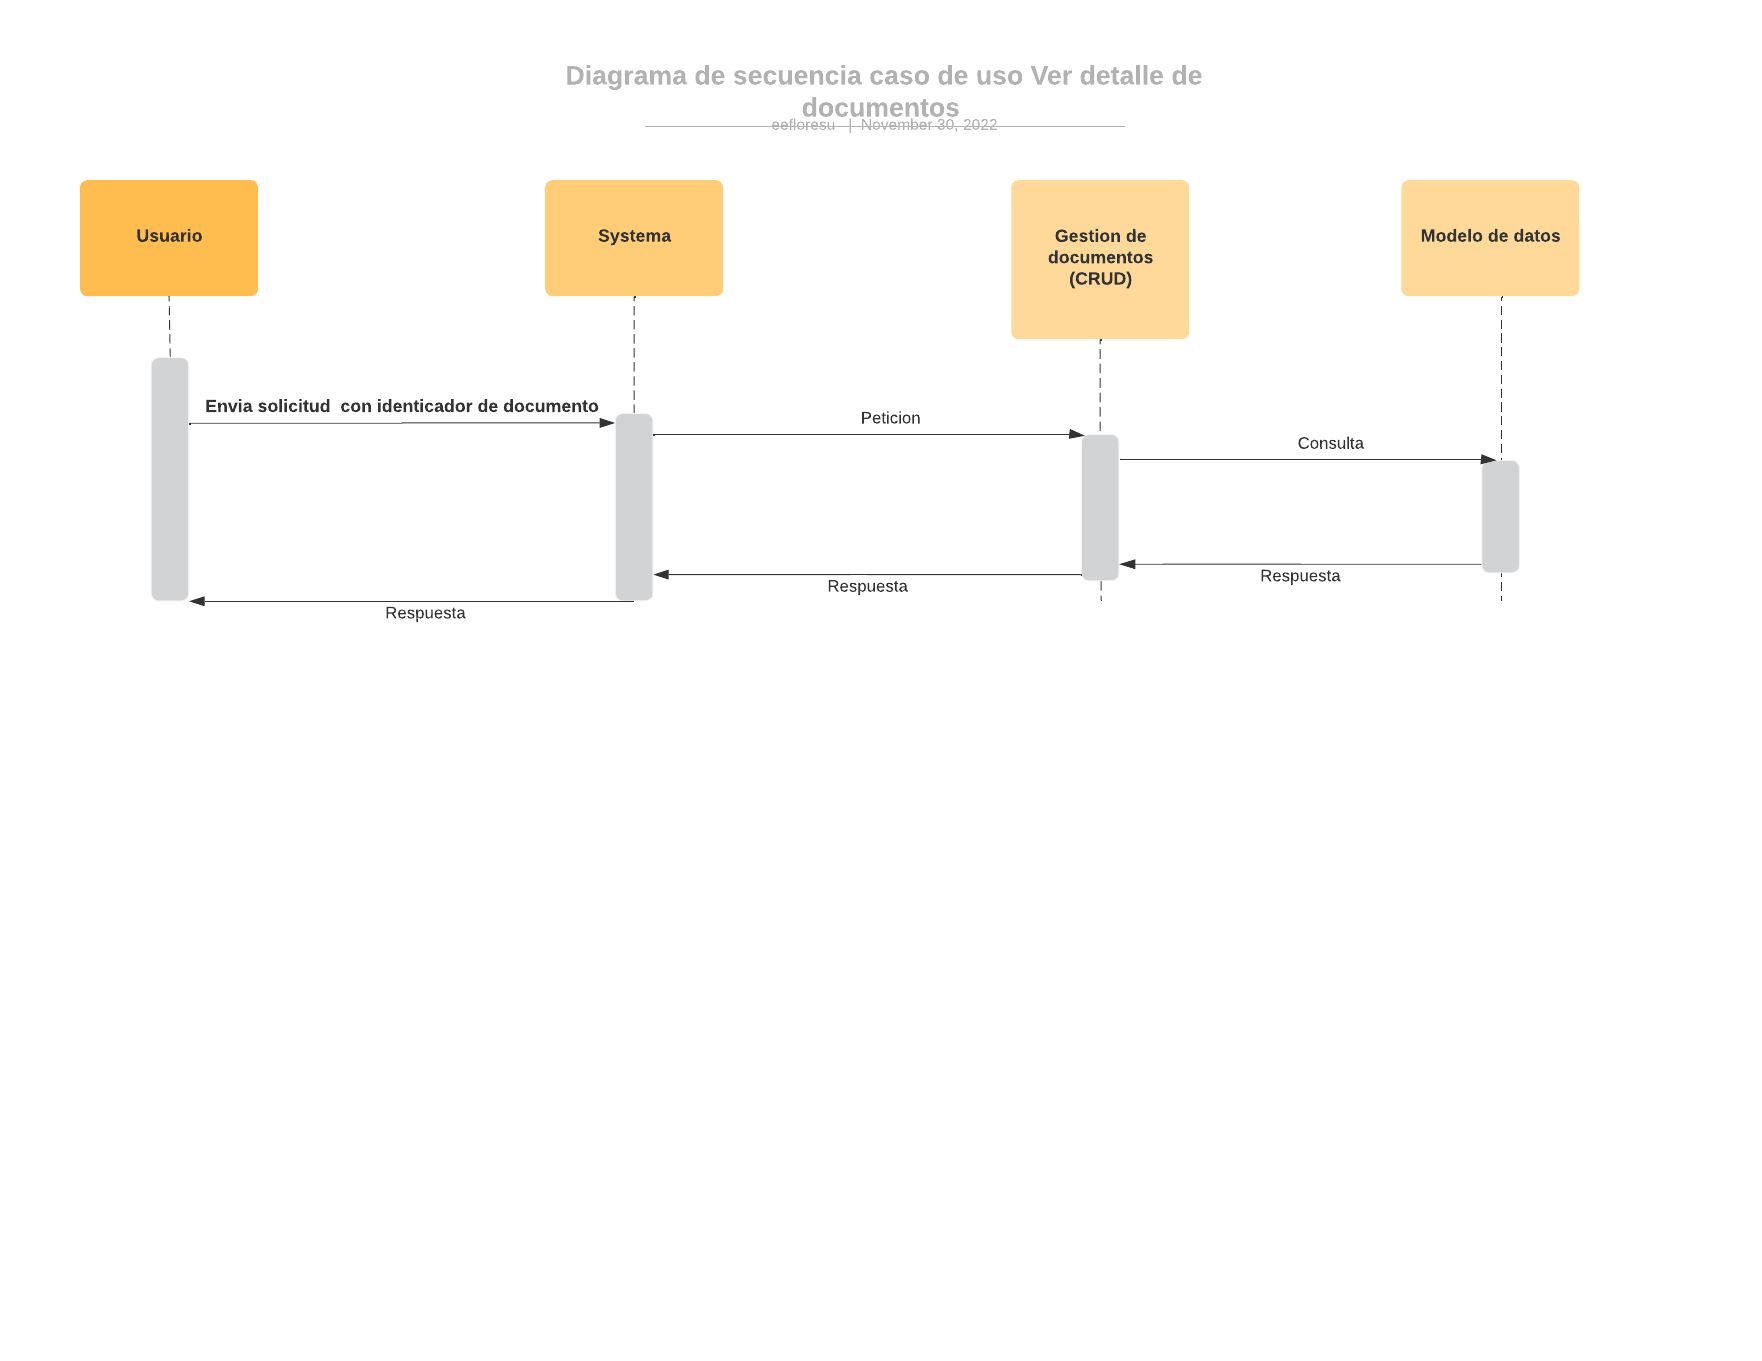 Diagrama de secuencia caso de uso Ver detalle de
documentos
eefloresu | November 30, 2022
Usuario
Systema
Gestion de
documentos
(CRUD)
Modelo de datos
Envia solicitud  con identicador de documento
Peticion
Consulta
Respuesta
Respuesta
Respuesta